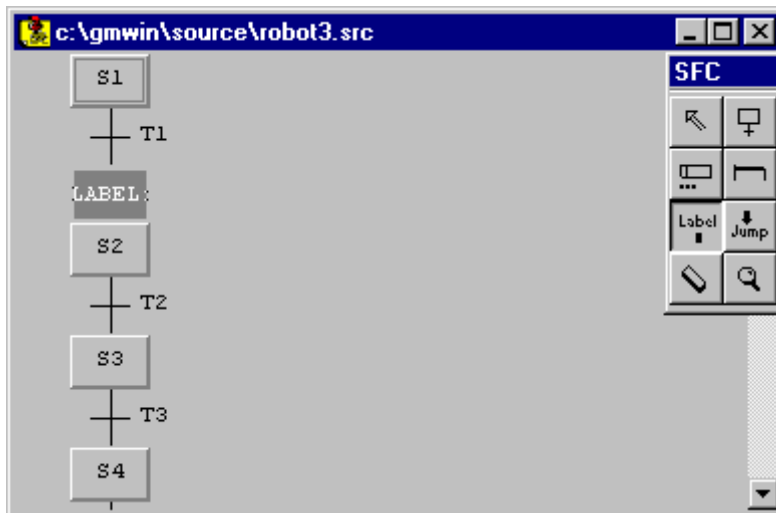 c:\gmwin\source\robot3.src
SFC
S1
T1
LABEL:
S2
T2
S3
T3
S4
Label
Jump